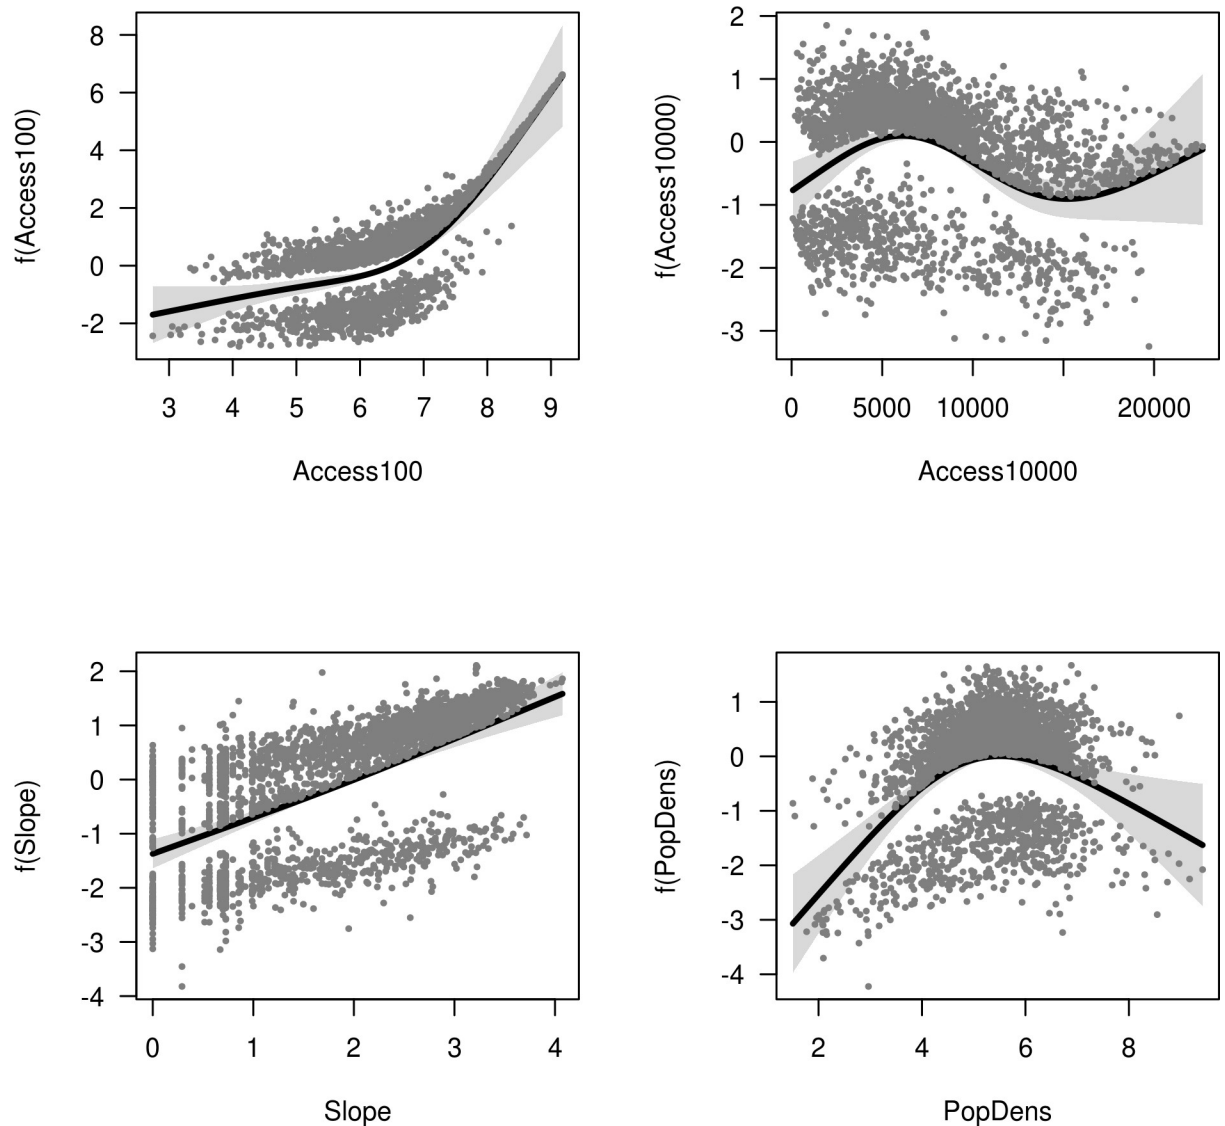 f(Access100)
8
6
4
2
0
-2
3 4 5 6 7 8 9
Access100
f(Access10000)
2
1
0
-1
-2
-3
0 5000 10000 20000
Access10000
f(Slope)
2
1
0
-1
-2
-3
-4
0 1 2 3 4
Slope
f(PopDens)
1
0
-1
-2
-3
-4
2 4 6 8
PopDens